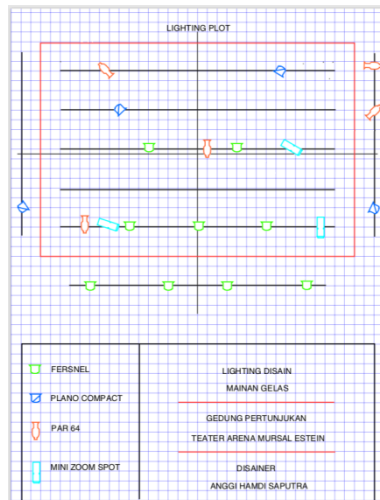 LIGHTING PLOT
FERSNEL
PLANO COMPACT
PAR 64
MINI ZOOM SPOT
LIGHTING DISAIN
MAINAN GELAS
GEDUNG PERTUNJUKAN
TEATER ARENA MURSAL ESTEIN
DISAINER
ANGGI HAMDI SAPUTRA